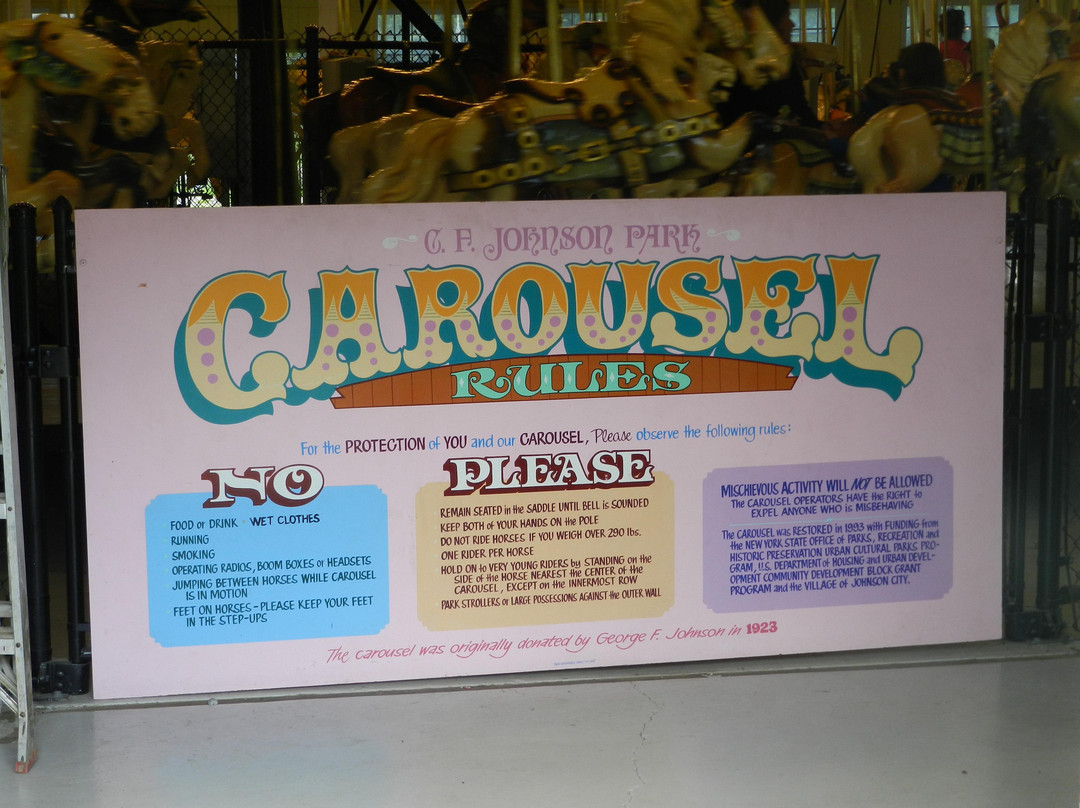 C. F. JOHNSON PARK
CAROUSEL
RULES
For the PROTECTION of YOU and our CAROUSEL, Please observe the following rules:
NO
FOOD or DRINK · WET CLOTHES
RUNNING
SMOKING
OPERATING RADIOS, BOOM BOXES or HEADSETS
JUMPING BETWEEN HORSES WHILE CAROUSEL
IS IN MOTION
FEET ON HORSES – PLEASE KEEP YOUR FEET
IN THE STEP-UPS
PLEASE
REMAIN SEATED in the SADDLE UNTIL BELL is SOUNDED
KEEP BOTH of YOUR HANDS ON the POLE
DO NOT RIDE HORSES IF YOU WEIGH OVER 290 lbs.
ONE RIDER PER HORSE
HOLD ON to VERY YOUNG RIDERS by STANDING on the
SIDE of the HORSE NEAREST the CENTER of the
CAROUSEL, EXCEPT on the INNERMOST ROW
PARK STROLLERS or LARGE POSSESSIONS AGAINST the OUTER WALL
MISCHIEVOUS ACTIVITY WILL NOT BE ALLOWED
The CAROUSEL OPERATORS HAVE the RIGHT to
EXPEL ANYONE WHO is MISBEHAVING
The CAROUSEL was RESTORED in 1993 with FUNDING from
the NEW YORK STATE OFFICE of PARKS, RECREATION and
HISTORIC PRESERVATION URBAN CULTURAL PARKS PRO-
GRAM, U.S. DEPARTMENT of HOUSING and URBAN DEVEL-
OPMENT COMMUNITY DEVELOPMENT BLOCK GRANT
PROGRAM and the VILLAGE of JOHNSON CITY.
The carousel was originally donated by George F. Johnson in 1923